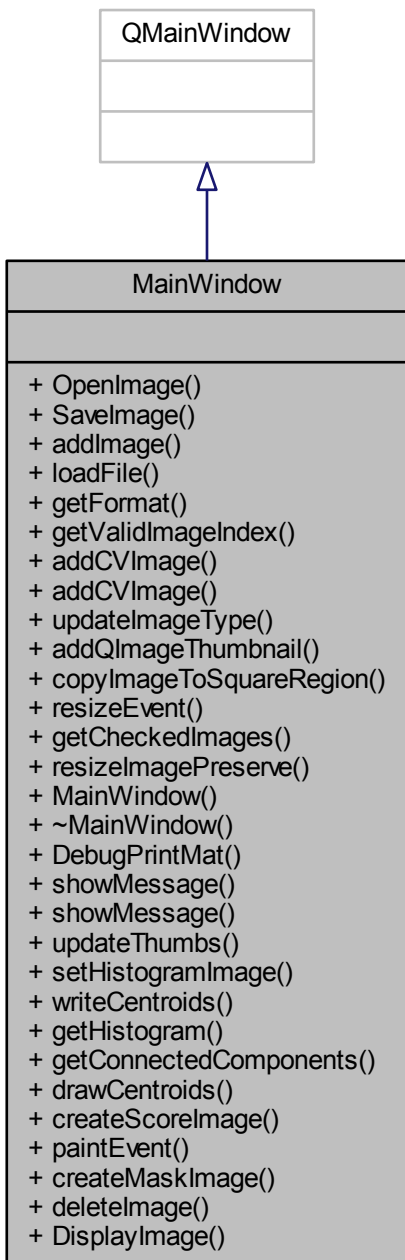 QMainWindow
MainWindow
+ OpenImage()
+ SaveImage()
+ addImage()
+ loadFile()
+ getFormat()
+ getValidImageIndex()
+ addCVImage()
+ addCVImage()
+ updateImageType()
+ addQImageThumbnail()
+ copyImageToSquareRegion()
+ resizeEvent()
+ getCheckedImages()
+ resizeImagePreserve()
+ MainWindow()
+ ~MainWindow()
+ DebugPrintMat()
+ showMessage()
+ showMessage()
+ updateThumbs()
+ setHistogramImage()
+ writeCentroids()
+ getHistogram()
+ getConnectedComponents()
+ drawCentroids()
+ createScoreImage()
+ paintEvent()
+ createMaskImage()
+ deleteImage()
+ DisplayImage()